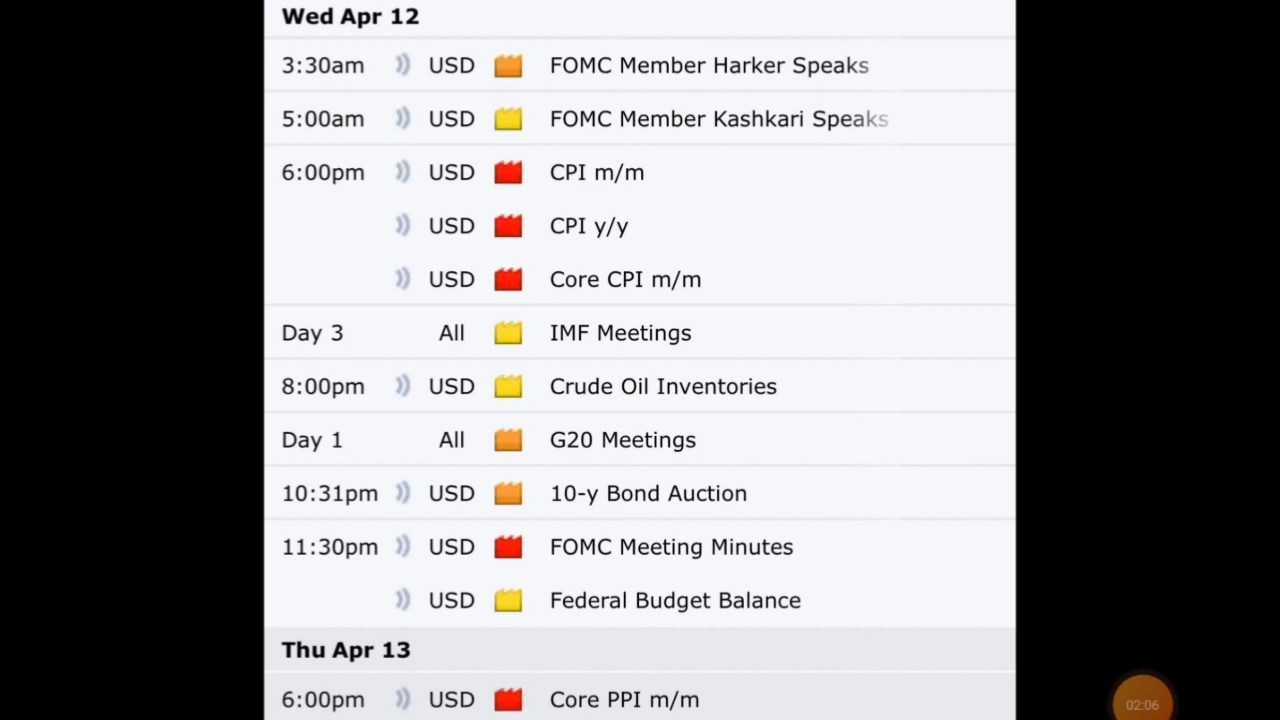 Wed Apr 12
3:30am USD FOMC Member Harker Speaks
5:00am USD FOMC Member Kashkari Speaks
6:00pm USD CPI m/m
USD CPI y/y
USD Core CPI m/m
Day 3 All IMF Meetings
8:00pm USD Crude Oil Inventories
Day 1 All G20 Meetings
10:31pm USD 10-y Bond Auction
11:30pm USD FOMC Meeting Minutes
USD Federal Budget Balance
Thu Apr 13
6:00pm USD Core PPI m/m
02:06